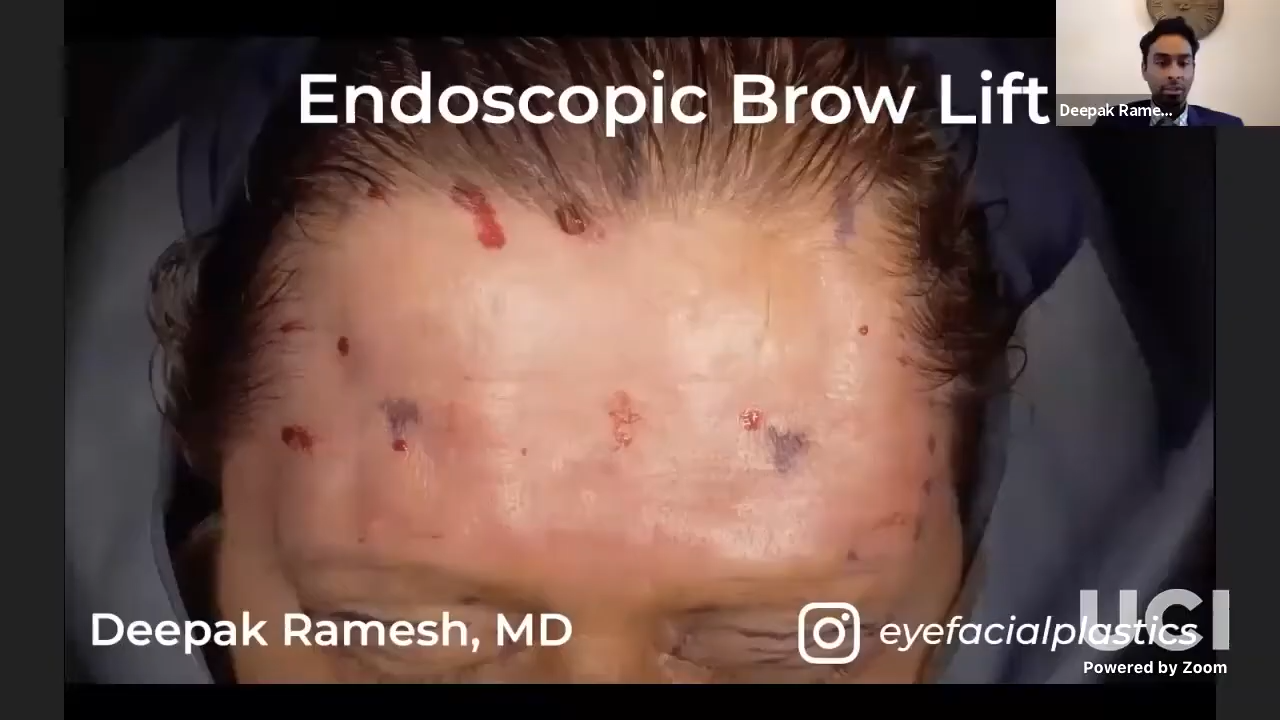 Endoscopic Brow Lift
Deepak Rame...
Deepak Ramesh, MD
eyefacialplastics
UCI
Powered by Zoom